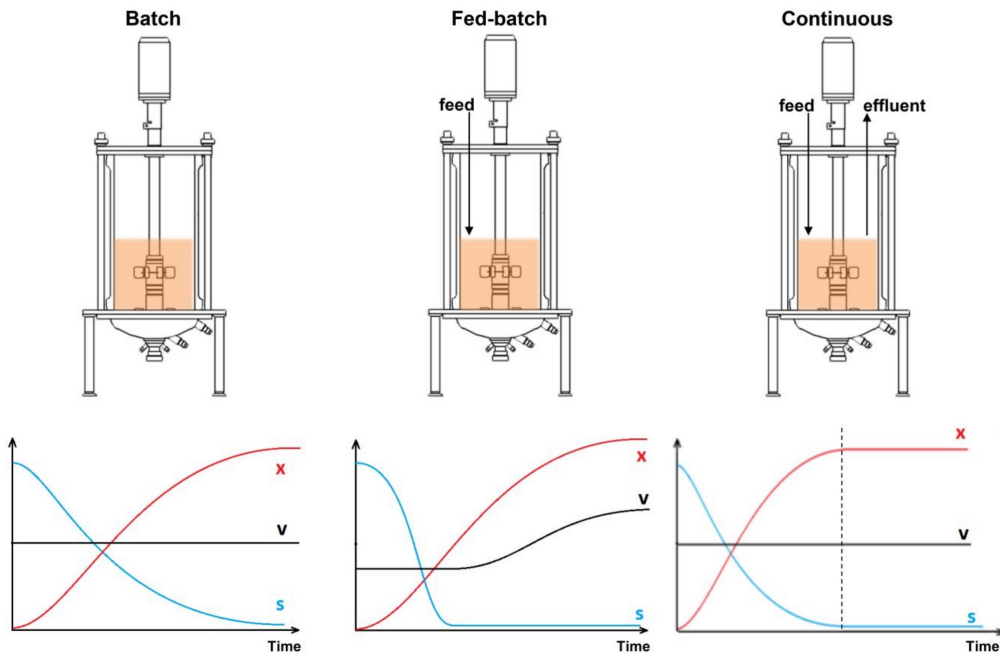 Batch
Fed-batch
Continuous
feed
feed
effluent
X
V
S
Time
X
V
S
Time
X
V
S
Time